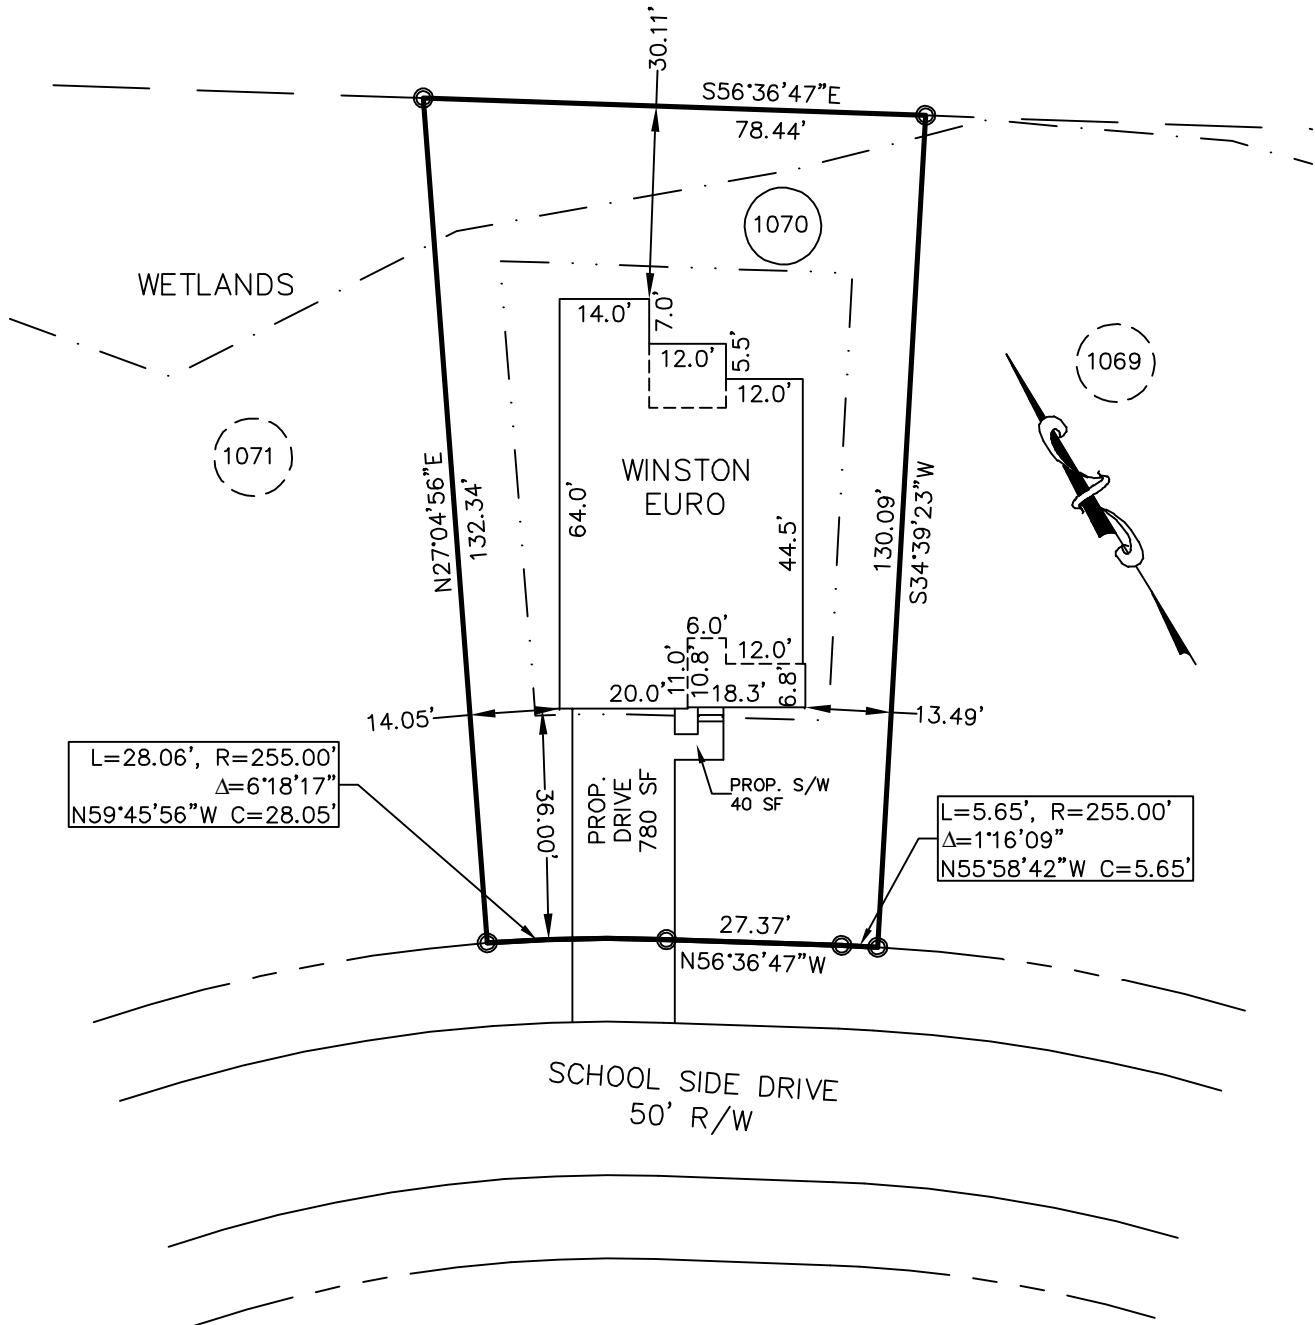 30.11'
S56°36'47"E
78.44'
1070
WETLANDS
14.0'
7.0'
12.0'
5.5'
12.0'
1069
1071
WINSTON
EURO
N27°04'56"E
132.34'
64.0'
44.5'
130.09'
S34°39'23"W
6.0'
12.0'
11.0'
10.8'
6.8'
20.0'
18.3'
14.05'
13.49'
L=28.06', R=255.00'
Δ=6°18'17"
N59°45'56"W C=28.05'
36.00'
PROP.
DRIVE
780 SF
PROP. S/W
40 SF
L=5.65', R=255.00'
Δ=1°16'09"
N55°58'42"W C=5.65'
27.37'
N56°36'47"W
SCHOOL SIDE DRIVE
50' R/W